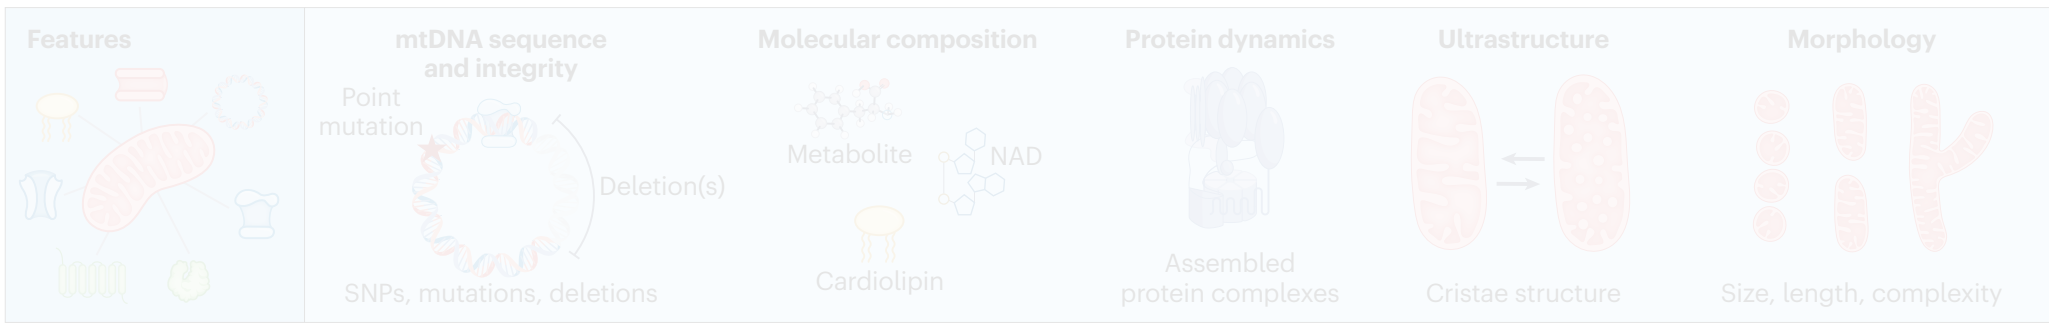 Features
mtDNA sequence
and integrity
Point
mutation
Deletion(s)
SNPs, mutations, deletions
Molecular composition
Metabolite
NAD
Cardiolipin
Protein dynamics
Assembled
protein complexes
Ultrastructure
Cristae structure
Morphology
Size, length, complexity